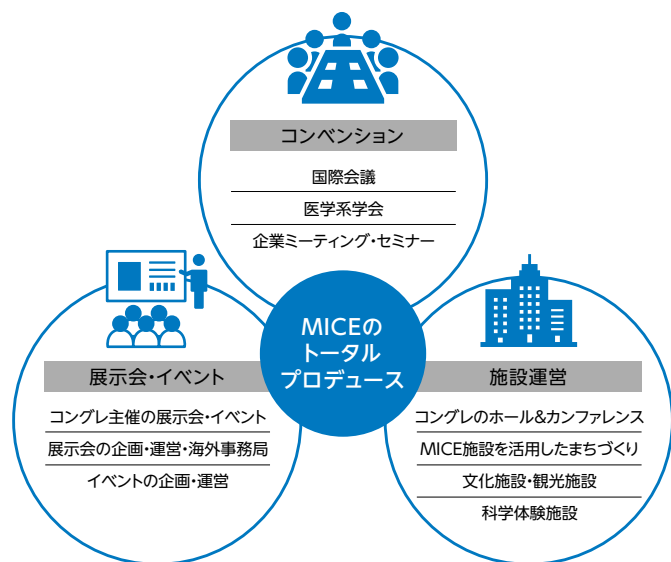 コンベンション
国際会議
医学系学会
企業ミーティング・セミナー
MICEの
トータル
プロデュース
展示会・イベント
コングレ主催の展示会・イベント
展示会の企画・運営・海外事務局
イベントの企画・運営
施設運営
コングレのホール&カンファレンス
MICE施設を活用したまちづくり
文化施設・観光施設
科学体験施設